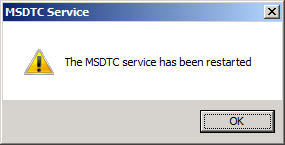 MSDTC Service
The MSDTC service has been restarted
OK